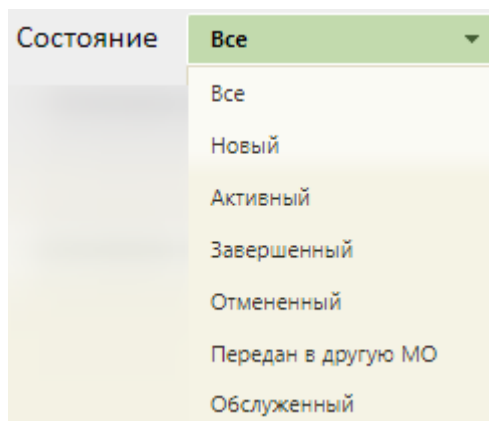 Состояние Все
Все
Новый
Активный
Завершенный
Отмененный
Передан в другую МО
Обслуженный